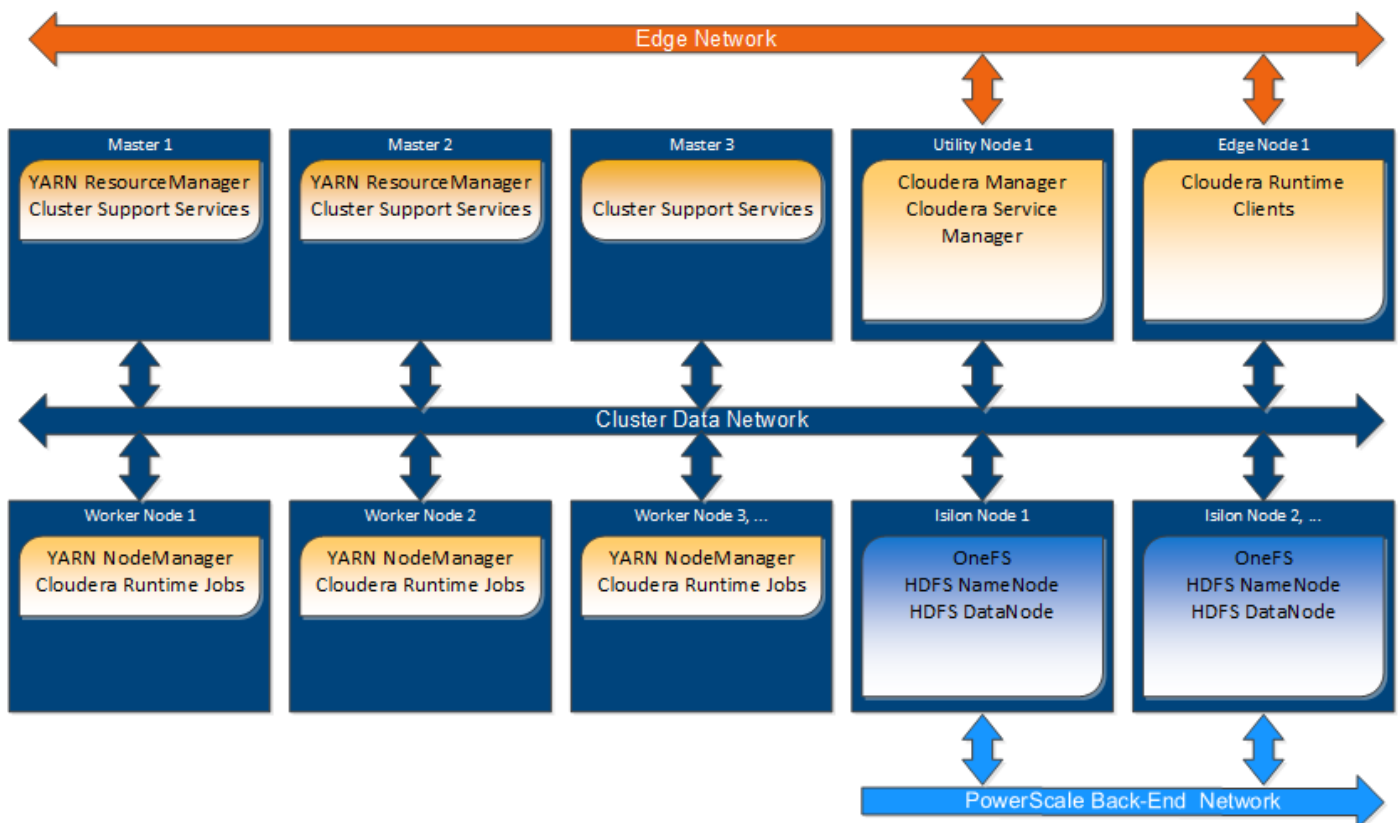 Edge Network
Master 1
YARN ResourceManager
Cluster Support Services
Master 2
YARN ResourceManager
Cluster Support Services
Master 3
Cluster Support Services
Utility Node 1
Cloudera Manager
Cloudera Service
Manager
Edge Node 1
Cloudera Runtime
Clients
Cluster Data Network
Worker Node 1
YARN NodeManager
Cloudera Runtime Jobs
Worker Node 2
YARN NodeManager
Cloudera Runtime Jobs
Worker Node 3, ...
YARN NodeManager
Cloudera Runtime Jobs
Isilon Node 1
OneFS
HDFS NameNode
HDFS DataNode
Isilon Node 2, ...
OneFS
HDFS NameNode
HDFS DataNode
PowerScale Back-End Network